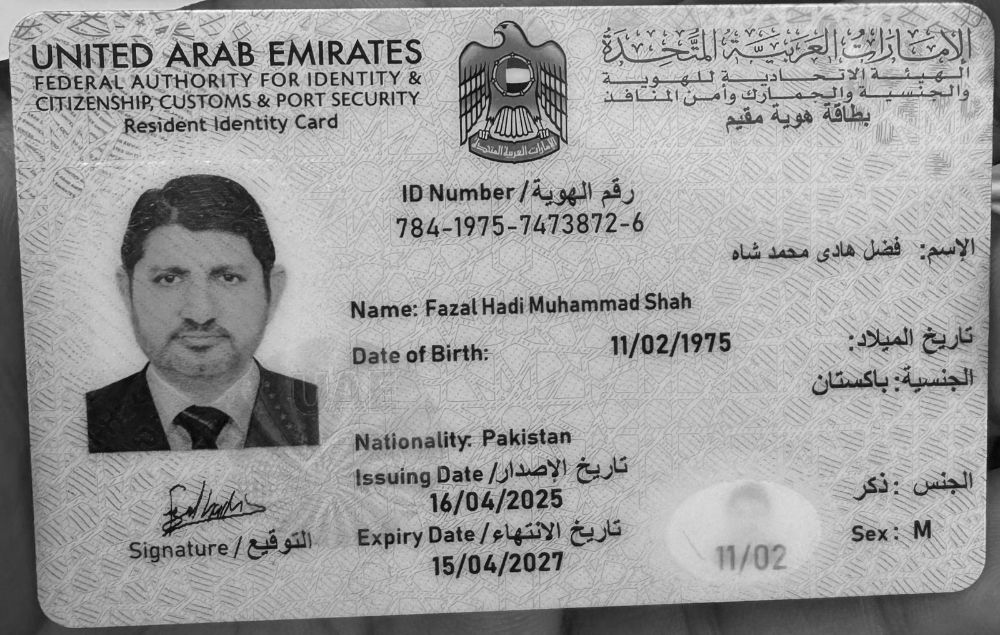 UNITED ARAB EMIRATES
FEDERAL AUTHORITY FOR IDENTITY &
CITIZENSHIP, CUSTOMS & PORT SECURITY
Resident Identity Card
الإمارات العربية المتحدة
الهيئة الاتحادية للهوية
والجنسية والجمارك وأمن المنافذ
بطاقة هوية مقيم
الإمارات العربية المتحدة
ID Number / رقم الهوية
784-1975-7473872-6
الإسم: فضل هادى محمد شاه
Name: Fazal Hadi Muhammad Shah
Date of Birth: 11/02/1975 تاريخ الميلاد:
الجنسية: باكستان
UAE
Nationality: Pakistan
Issuing Date / تاريخ الإصدار
16/04/2025
الجنس : ذكر
Expiry Date / تاريخ الانتهاء
15/04/2027
Sex: M
11/02
Signature / التوقيع